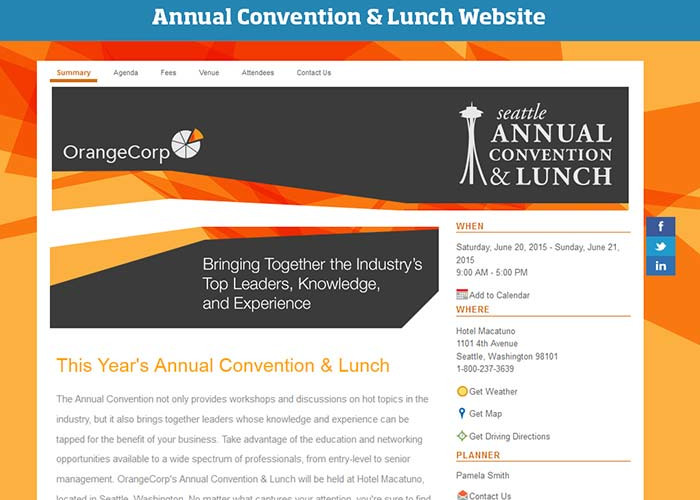 Annual Convention & Lunch Website
Summary Agenda Fees Venue Attendees Contact Us
OrangeCorp
seattle
ANNUAL
CONVENTION
& LUNCH
Bringing Together the Industry's
Top Leaders, Knowledge,
and Experience
This Year's Annual Convention & Lunch
The Annual Convention not only provides workshops and discussions on hot topics in the
industry, but it also brings together leaders whose knowledge and experience can be
tapped for the benefit of your business. Take advantage of the education and networking
opportunities available to a wide spectrum of professionals, from entry-level to senior
management. OrangeCorp's Annual Convention & Lunch will be held at Hotel Macatuno,
located in Seattle, Washington. No matter what captures your attention, you're sure to find
WHEN
Saturday, June 20, 2015 - Sunday, June 21,
2015
9:00 AM - 5:00 PM
Add to Calendar
WHERE
Hotel Macatuno
1101 4th Avenue
Seattle, Washington 98101
1-800-237-3639
Get Weather
Get Map
Get Driving Directions
PLANNER
Pamela Smith
Contact Us
f
in